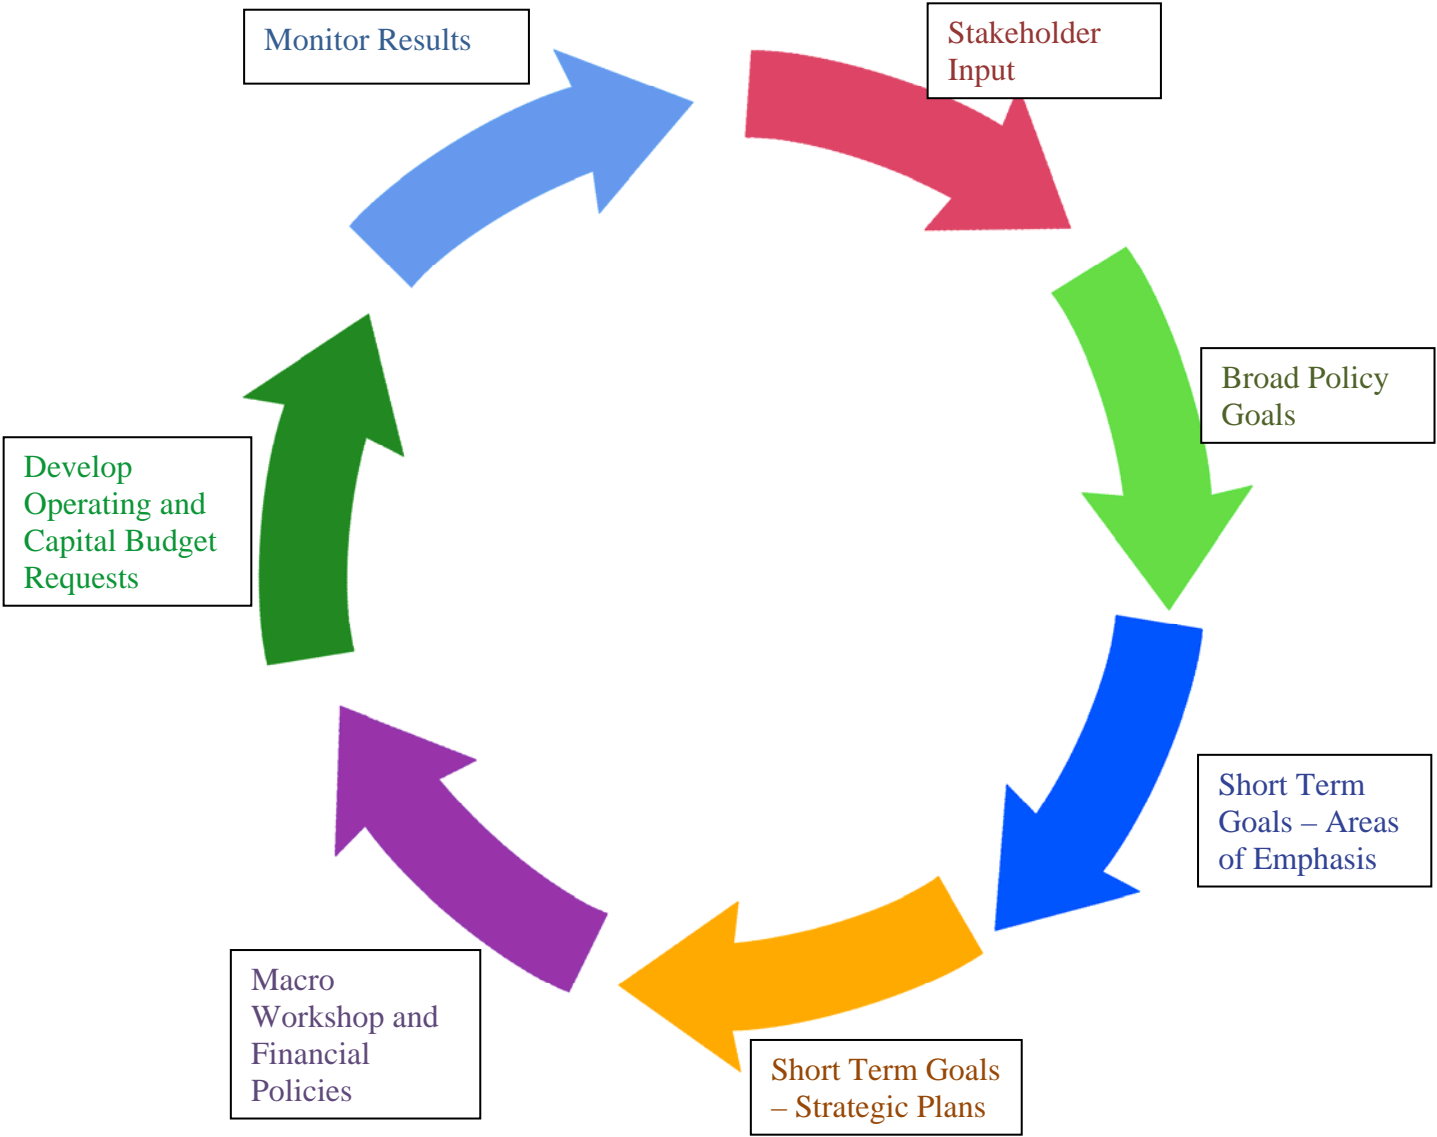 Monitor Results
Stakeholder
Input
Broad Policy
Goals
Short Term
Goals – Areas
of Emphasis
Short Term Goals
– Strategic Plans
Macro
Workshop and
Financial
Policies
Develop
Operating and
Capital Budget
Requests